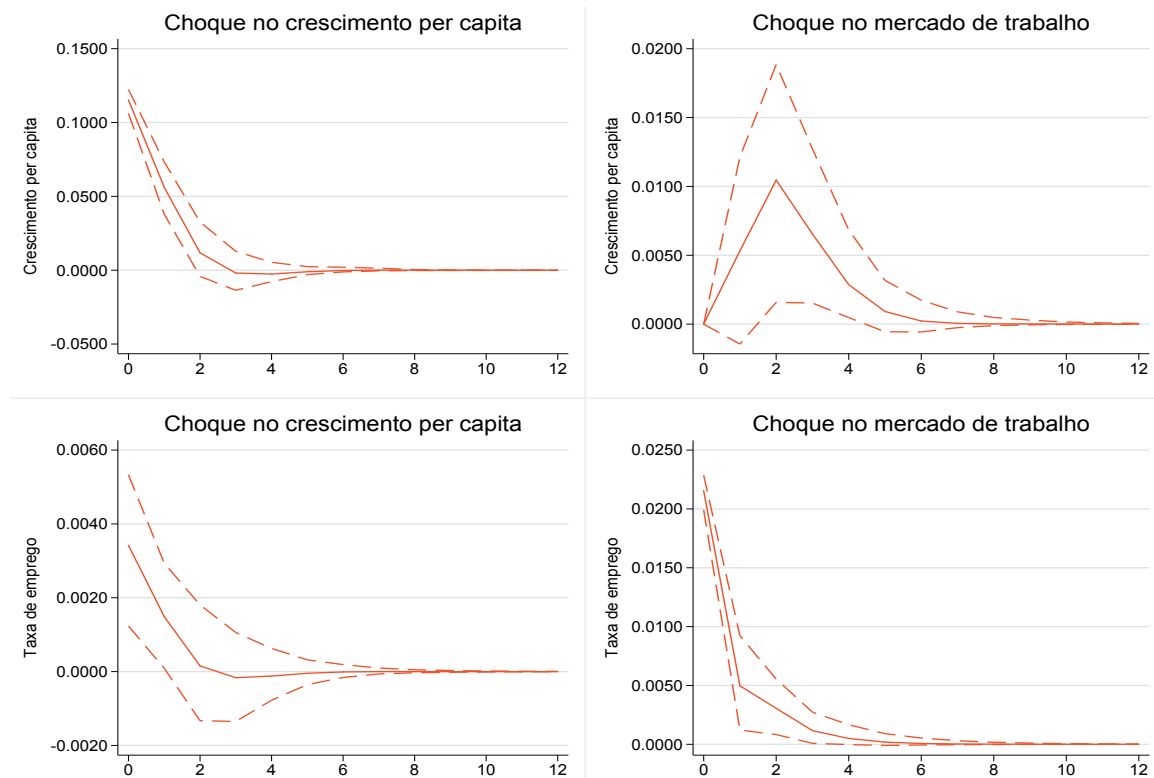 Choque no crescimento per capita
Crescimento per capita
0.1500
0.1000
0.0500
0.0000
-0.0500
0 2 4 6 8 10 12
Choque no mercado de trabalho
Crescimento per capita
0.0200
0.0150
0.0100
0.0050
0.0000
0 2 4 6 8 10 12
Choque no crescimento per capita
Taxa de emprego
0.0060
0.0040
0.0020
0.0000
-0.0020
0 2 4 6 8 10 12
Choque no mercado de trabalho
Taxa de emprego
0.0250
0.0200
0.0150
0.0100
0.0050
0.0000
0 2 4 6 8 10 12